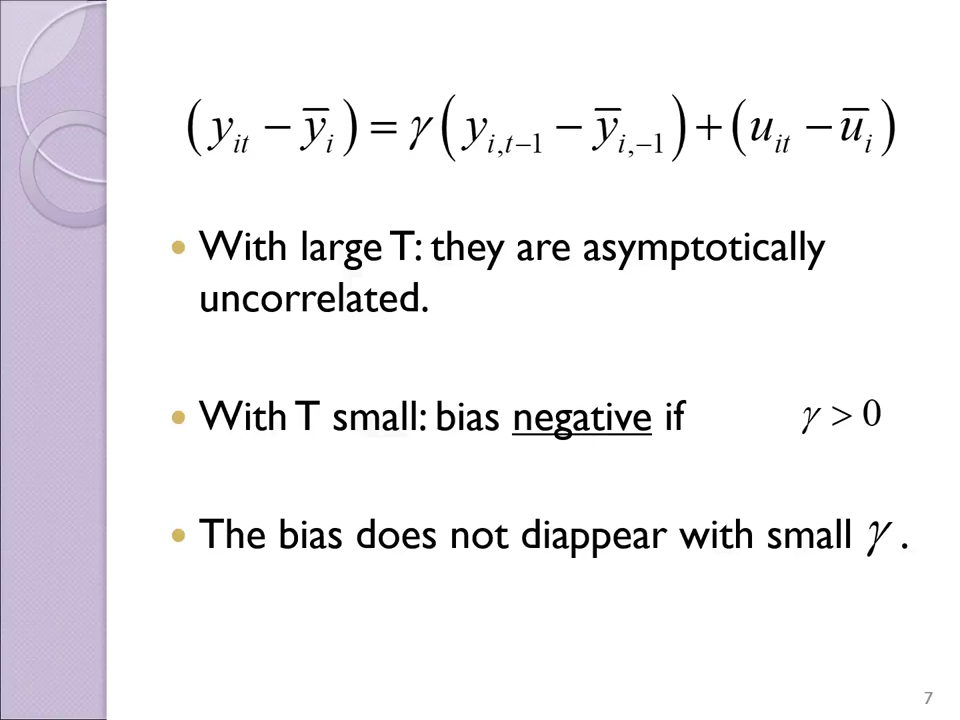 (y_it − ȳ_i) = γ(y_i,t−1 − ȳ_i,−1) + (u_it − ū_i)
• With large T: they are asymptotically
uncorrelated.
• With T small: bias negative if γ > 0
• The bias does not diappear with small γ .
7